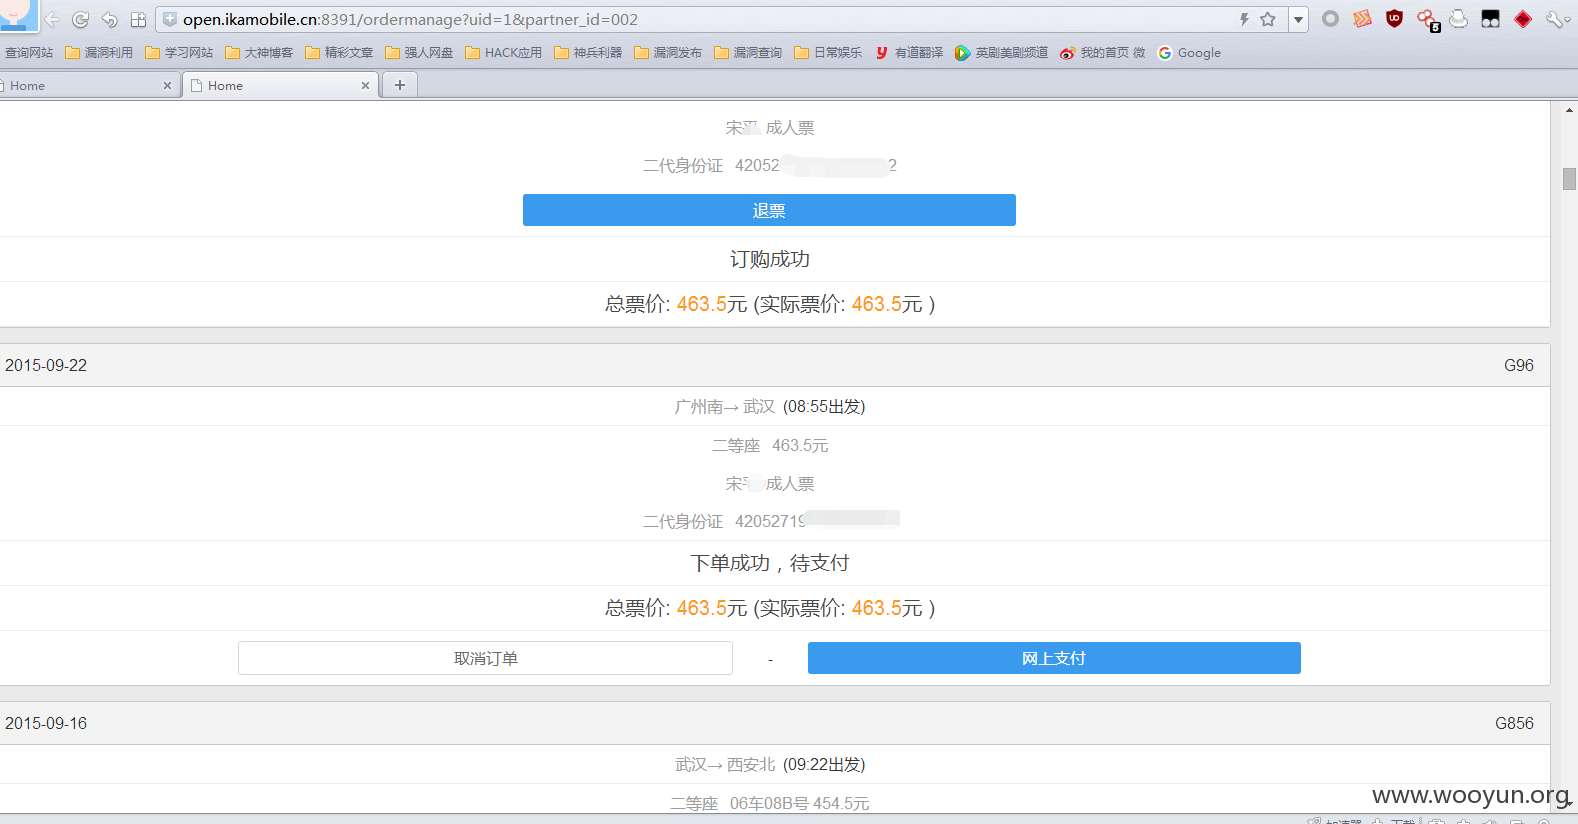 open.ikamobile.cn:8391/ordermanage?uid=1&partner_id=002
查询网站 漏洞利用 学习网站 大神博客 精彩文章 强人网盘 HACK应用 神兵利器 漏洞发布 漏洞查询 日常娱乐 有道翻译 英剧美剧频道 我的首页 微 Google
Home Home
宋 成人票
二代身份证 42052 2
退票
订购成功
总票价: 463.5元 (实际票价: 463.5元 )
2015-09-22 G96
广州南→ 武汉 (08:55出发)
二等座 463.5元
宋 成人票
二代身份证 42052719
下单成功，待支付
总票价: 463.5元 (实际票价: 463.5元 )
取消订单 - 网上支付
2015-09-16 G856
武汉→ 西安北 (09:22出发)
二等座 06车08B号 454.5元
www.wooyun.org